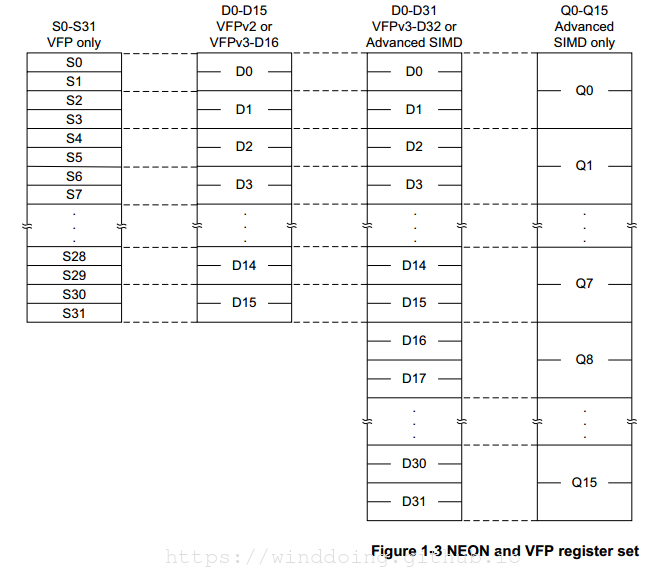 S0-S31
VFP only
D0-D15
VFPv2 or
VFPv3-D16
D0-D31
VFPv3-D32 or
Advanced SIMD
Q0-Q15
Advanced
SIMD only
S0
S1
S2
S3
S4
S5
S6
S7
S28
S29
S30
S31
D0
D1
D2
D3
D14
D15
D0
D1
D2
D3
D14
D15
D16
D17
D30
D31
Q0
Q1
Q7
Q8
Q15
Figure 1-3 NEON and VFP register set
https://winddoing.github.io